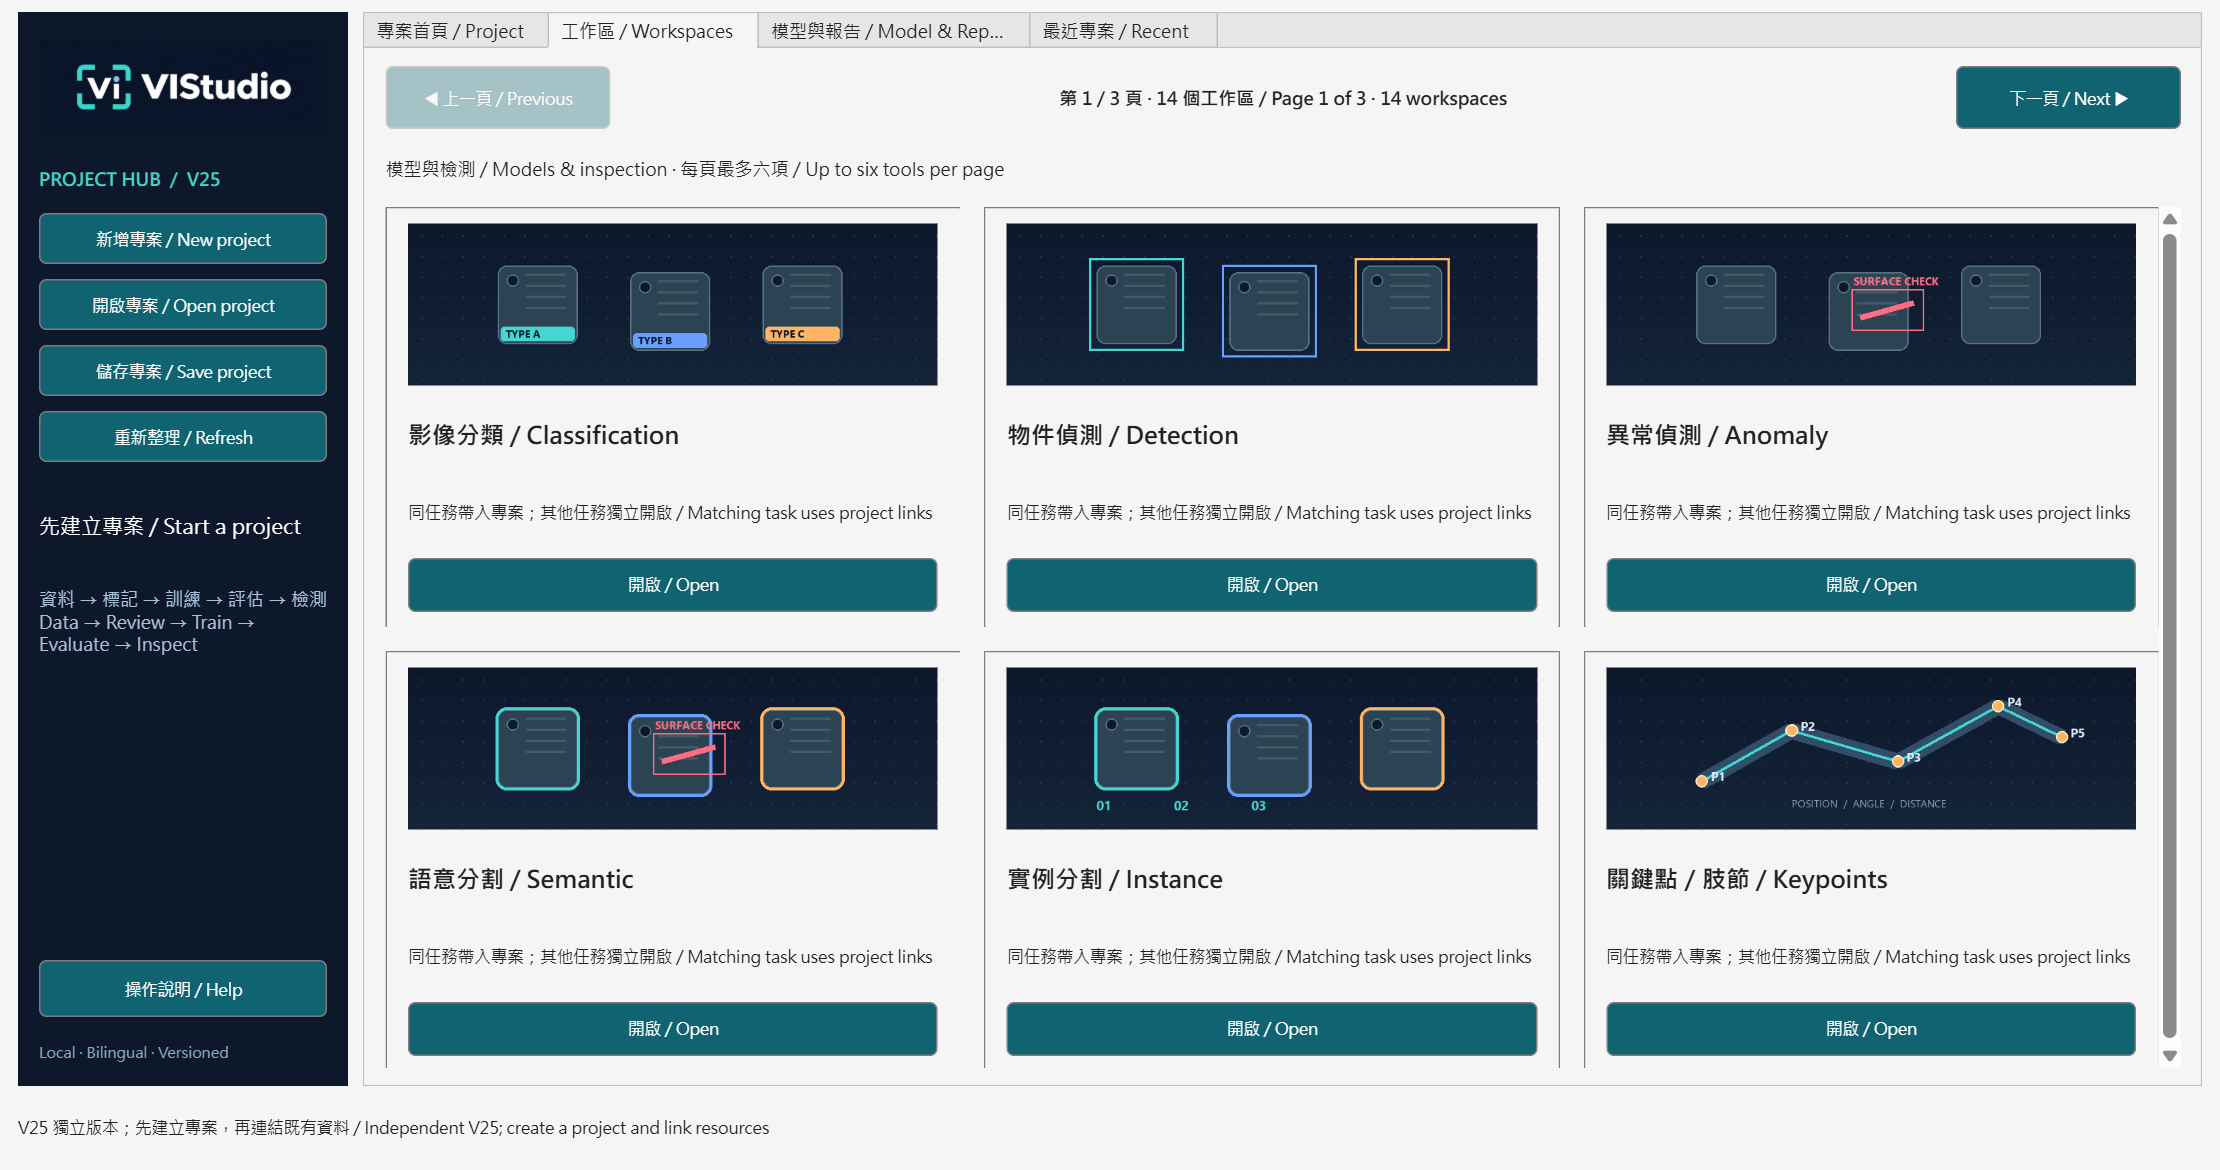 vi VIStudio
PROJECT HUB / V25
新增專案 / New project
開啟專案 / Open project
儲存專案 / Save project
重新整理 / Refresh
先建立專案 / Start a project
資料 → 標記 → 訓練 → 評估 → 檢測
Data → Review → Train →
Evaluate → Inspect
操作說明 / Help
Local · Bilingual · Versioned
專案首頁 / Project
工作區 / Workspaces
模型與報告 / Model & Rep...
最近專案 / Recent
◀ 上一頁 / Previous
第 1 / 3 頁 · 14 個工作區 / Page 1 of 3 · 14 workspaces
下一頁 / Next ▶
模型與檢測 / Models & inspection · 每頁最多六項 / Up to six tools per page
TYPE A
TYPE B
TYPE C
影像分類 / Classification
同任務帶入專案；其他任務獨立開啟 / Matching task uses project links
開啟 / Open
物件偵測 / Detection
同任務帶入專案；其他任務獨立開啟 / Matching task uses project links
開啟 / Open
SURFACE CHECK
異常偵測 / Anomaly
同任務帶入專案；其他任務獨立開啟 / Matching task uses project links
開啟 / Open
SURFACE CHECK
語意分割 / Semantic
同任務帶入專案；其他任務獨立開啟 / Matching task uses project links
開啟 / Open
01 02 03
實例分割 / Instance
同任務帶入專案；其他任務獨立開啟 / Matching task uses project links
開啟 / Open
P1
P2
P3
P4
P5
POSITION / ANGLE / DISTANCE
關鍵點 / 肢節 / Keypoints
同任務帶入專案；其他任務獨立開啟 / Matching task uses project links
開啟 / Open
V25 獨立版本；先建立專案，再連結既有資料 / Independent V25; create a project and link resources